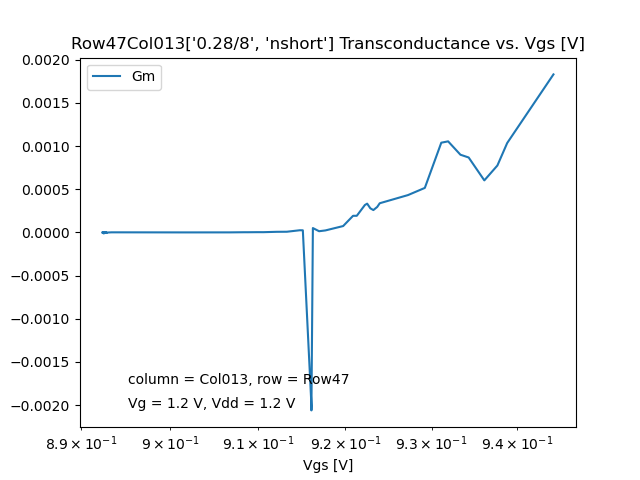 Row47Col013['0.28/8', 'nshort'] Transconductance vs. Vgs [V]
Gm
0.0020
0.0015
0.0010
0.0005
0.0000
−0.0005
−0.0010
−0.0015
−0.0020
column = Col013, row = Row47
Vg = 1.2 V, Vdd = 1.2 V
8.9 × 10⁻¹ 9 × 10⁻¹ 9.1 × 10⁻¹ 9.2 × 10⁻¹ 9.3 × 10⁻¹ 9.4 × 10⁻¹
Vgs [V]